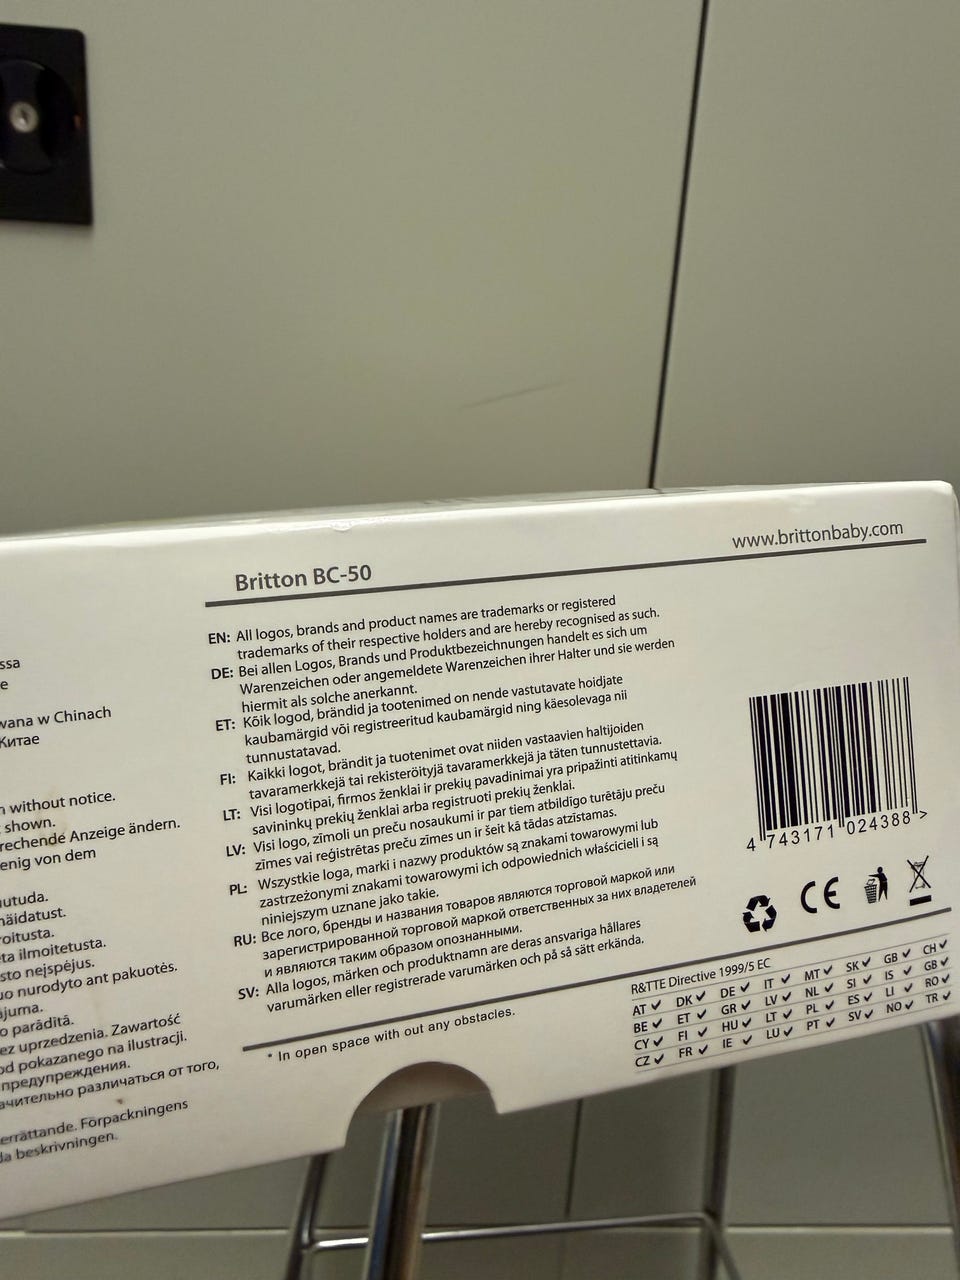 ssa
e
wana w Chinach
Китае
without notice.
shown.
rechende Anzeige ändern.
enig von dem
utuda.
näidatust.
roitusta.
ta ilmoitetusta.
sto neįspėjus.
uo nurodyto ant pakuotės.
ājuma.
o parādītā.
ez uprzedzenia. Zawartość
od pokazanego na ilustracji.
предупреждения.
ачительно различаться от того,
errättande. Förpackningens
la beskrivningen.
Britton BC-50
www.brittonbaby.com
EN: All logos, brands and product names are trademarks or registered
trademarks of their respective holders and are hereby recognised as such.
DE: Bei allen Logos, Brands und Produktbezeichnungen handelt es sich um
Warenzeichen oder angemeldete Warenzeichen ihrer Halter und sie werden
hiermit als solche anerkannt.
ET: Kõik logod, brändid ja tootenimed on nende vastutavate hoidjate
kaubamärgid või registreeritud kaubamärgid ning käesolevaga nii
tunnustatavad.
FI: Kaikki logot, brändit ja tuotenimet ovat niiden vastaavien haltijoiden
tavaramerkkejä tai rekisteröityjä tavaramerkkejä ja täten tunnustettavia.
LT: Visi logotipai, firmos ženklai ir prekių pavadinimai yra pripažinti atitinkamų
savininkų prekių ženklai arba registruoti prekių ženklai.
LV: Visi logo, zīmoli un preču nosaukumi ir par tiem atbildīgo turētāju preču
zīmes vai reģistrētas preču zīmes un ir šeit kā tādas atzīstamas.
PL: Wszystkie loga, marki i nazwy produktów są znakami towarowymi lub
zastrzeżonymi znakami towarowymi ich odpowiednich właścicieli i są
niniejszym uznane jako takie.
RU: Все лого, бренды и названия товаров являются торговой маркой или
зарегистрированной торговой маркой ответственных за них владетелей
и являются таким образом опознанными.
SV: Alla logos, märken och produktnamn are deras ansvariga hållares
varumärken eller registrerade varumärken och på så sätt erkända.
* In open space with out any obstacles.
4 743171 024388 >
CE
R&TTE Directive 1999/5 EC
AT ✓ DK ✓ DE ✓ IT ✓ MT ✓ SK ✓ GB ✓ CH ✓
BE ✓ ET ✓ GR ✓ LV ✓ NL ✓ SI ✓ IS ✓ GB ✓
CY ✓ FI ✓ HU ✓ LT ✓ PL ✓ ES ✓ LI ✓ RO ✓
CZ ✓ FR ✓ IE ✓ LU ✓ PT ✓ SV ✓ NO ✓ TR ✓